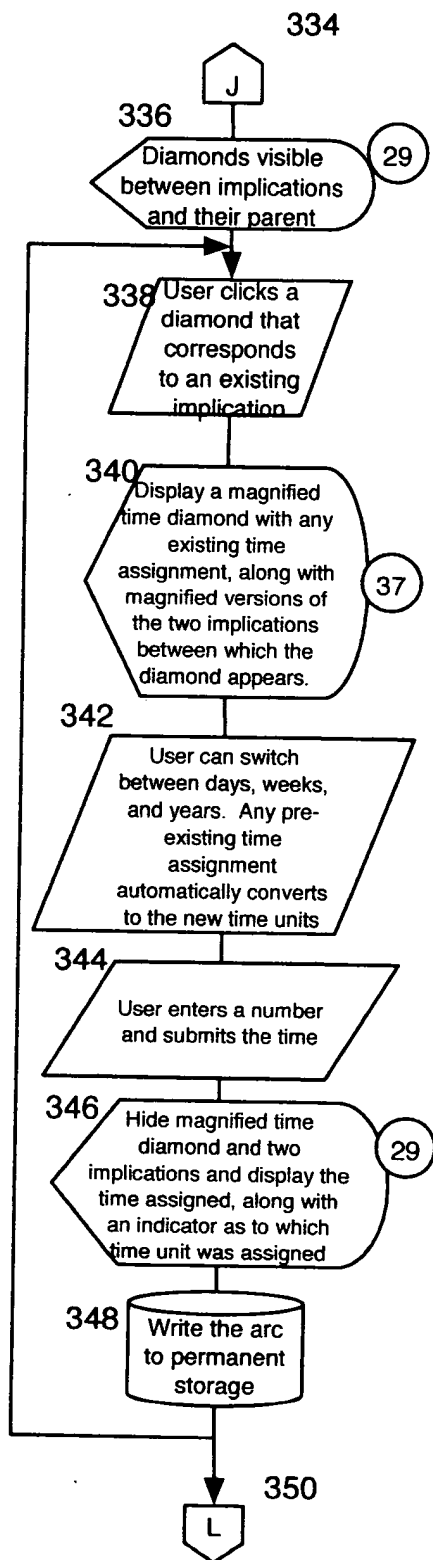 334
J
336
Diamonds visible
between implications
and their parent
29
338
User clicks a
diamond that
corresponds
to an existing
implication
340
Display a magnified
time diamond with any
existing time
assignment, along with
magnified versions of
the two implications
between which the
diamond appears.
37
342
User can switch
between days, weeks,
and years. Any pre-
existing time
assignment
automatically converts
to the new time units
344
User enters a number
and submits the time
346
Hide magnified time
diamond and two
implications and display the
time assigned, along with
an indicator as to which
time unit was assigned
29
348
Write the arc
to permanent
storage
350
L